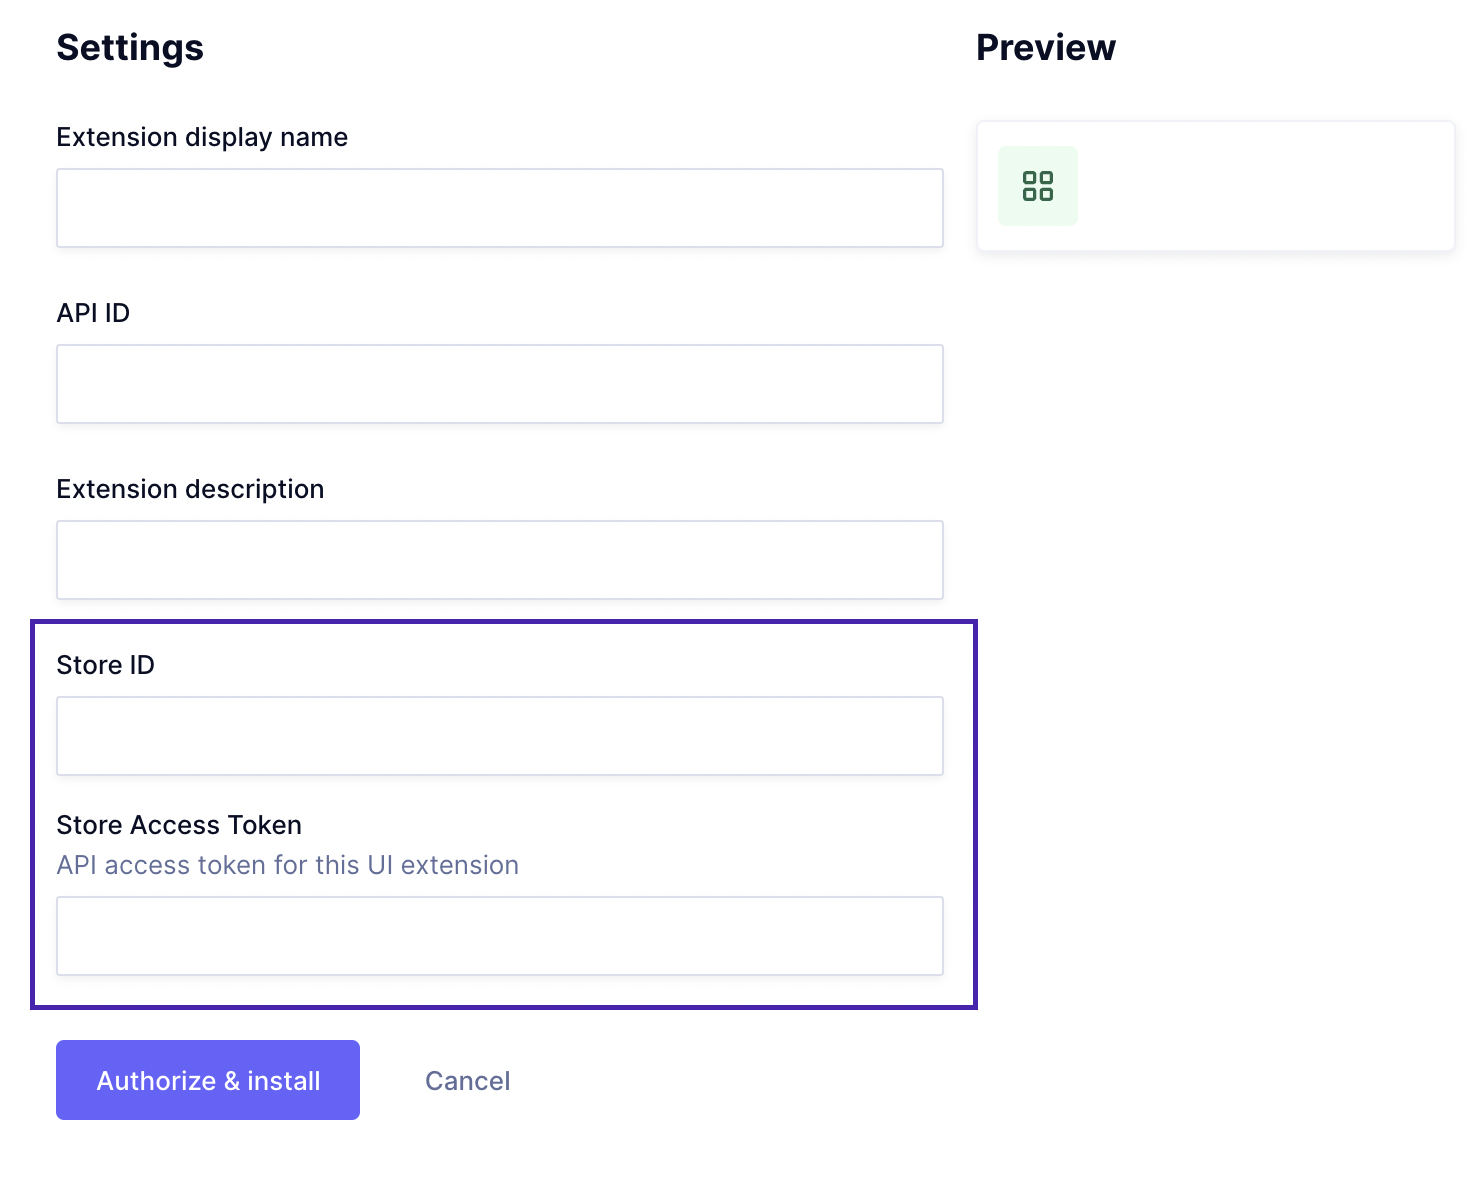 Settings
Preview
Extension display name
API ID
Extension description
Store ID
Store Access Token
API access token for this UI extension
Authorize & install
Cancel